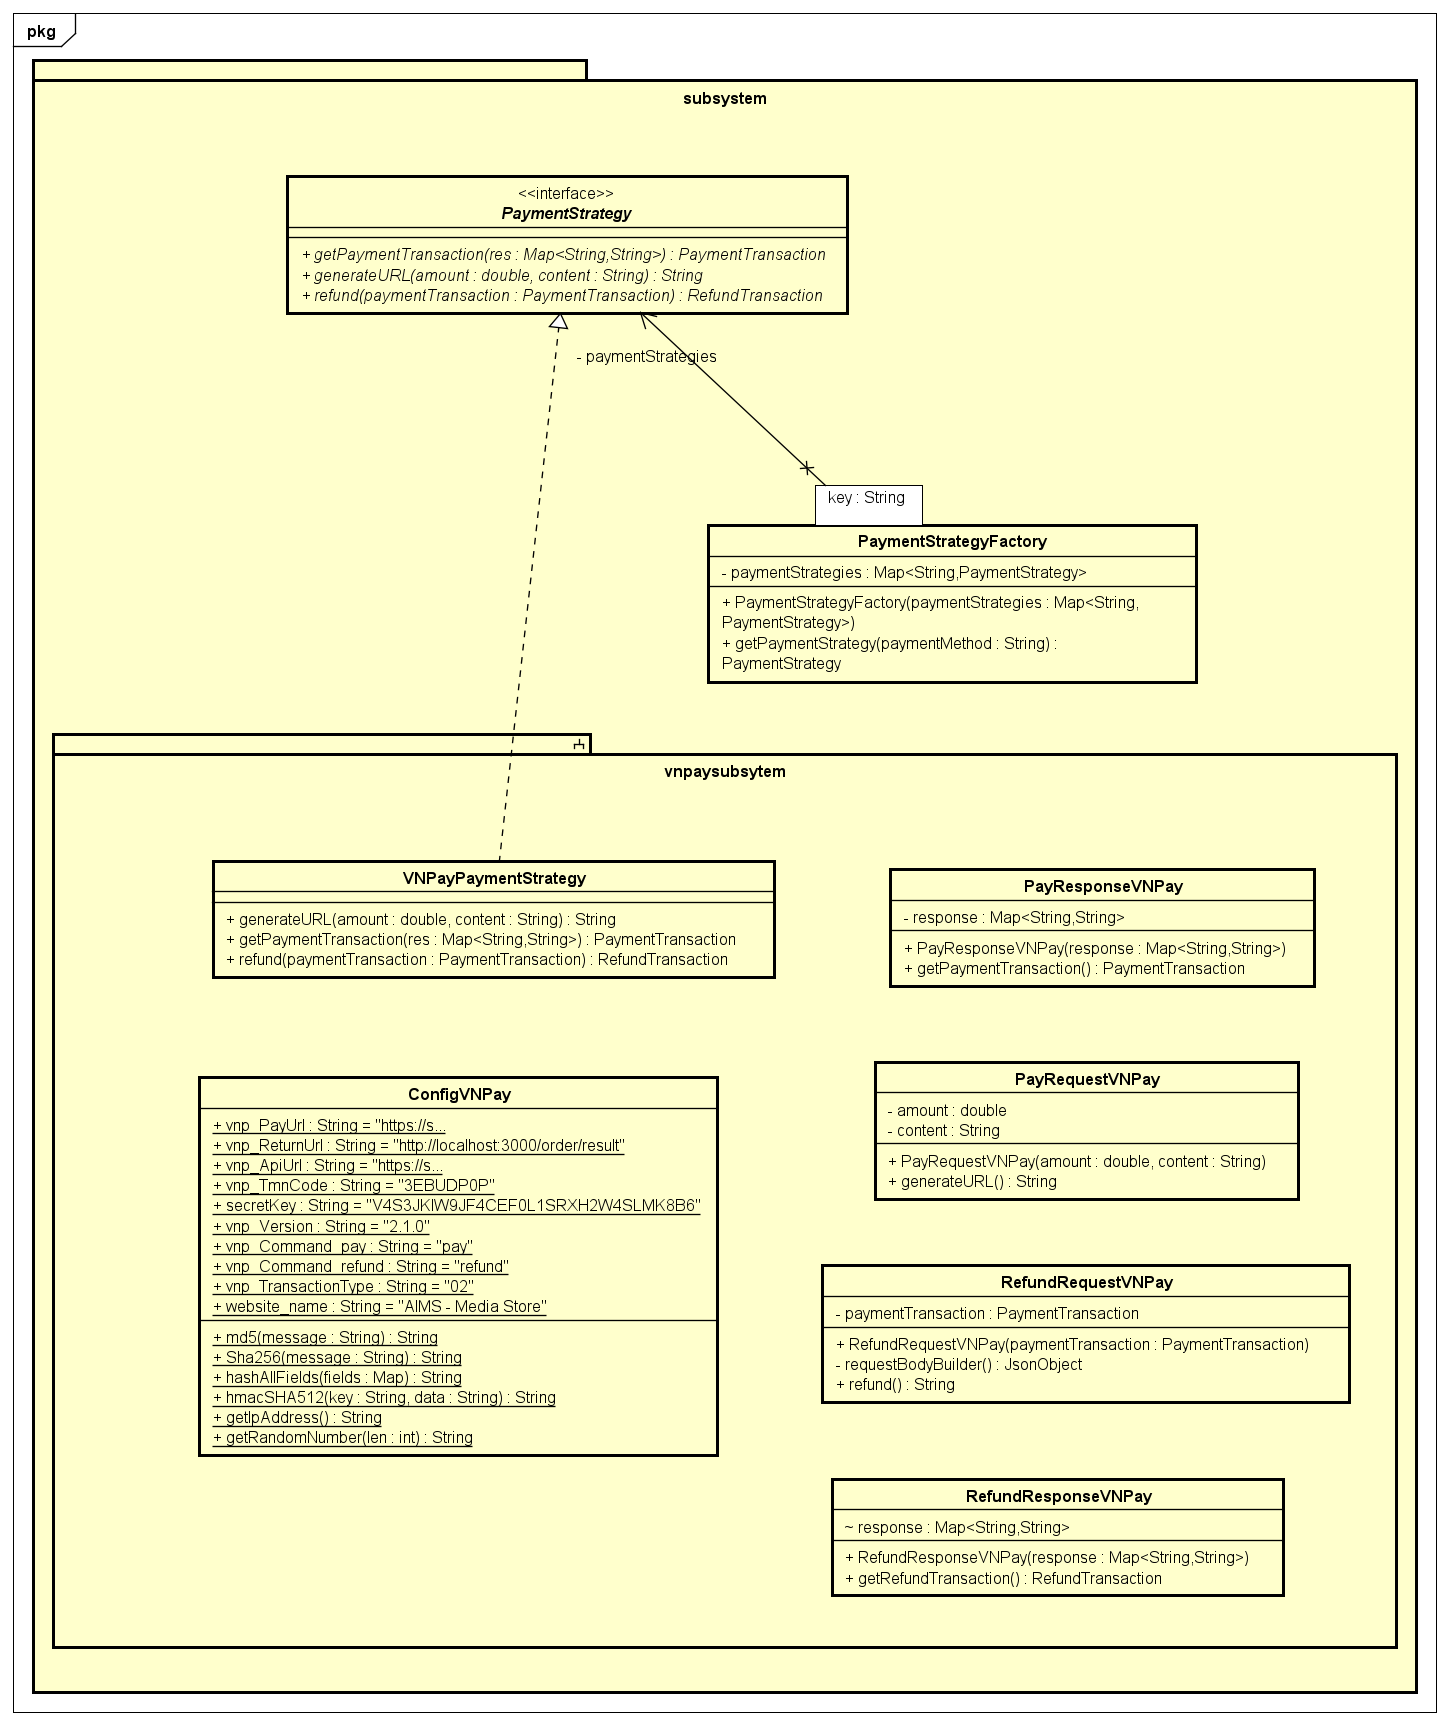 pkg
subsystem
<<interface>>
PaymentStrategy
+ getPaymentTransaction(res : Map<String,String>) : PaymentTransaction
+ generateURL(amount : double, content : String) : String
+ refund(paymentTransaction : PaymentTransaction) : RefundTransaction
- paymentStrategies
key : String
PaymentStrategyFactory
- paymentStrategies : Map<String,PaymentStrategy>
+ PaymentStrategyFactory(paymentStrategies : Map<String,
PaymentStrategy>)
+ getPaymentStrategy(paymentMethod : String) :
PaymentStrategy
vnpaysubsytem
VNPayPaymentStrategy
+ generateURL(amount : double, content : String) : String
+ getPaymentTransaction(res : Map<String,String>) : PaymentTransaction
+ refund(paymentTransaction : PaymentTransaction) : RefundTransaction
PayResponseVNPay
- response : Map<String,String>
+ PayResponseVNPay(response : Map<String,String>)
+ getPaymentTransaction() : PaymentTransaction
ConfigVNPay
+ vnp_PayUrl : String = "https://s...
+ vnp_ReturnUrl : String = "http://localhost:3000/order/result"
+ vnp_ApiUrl : String = "https://s...
+ vnp_TmnCode : String = "3EBUDP0P"
+ secretKey : String = "V4S3JKIW9JF4CEF0L1SRXH2W4SLMK8B6"
+ vnp_Version : String = "2.1.0"
+ vnp_Command_pay : String = "pay"
+ vnp_Command_refund : String = "refund"
+ vnp_TransactionType : String = "02"
+ website_name : String = "AIMS - Media Store"
+ md5(message : String) : String
+ Sha256(message : String) : String
+ hashAllFields(fields : Map) : String
+ hmacSHA512(key : String, data : String) : String
+ getIpAddress() : String
+ getRandomNumber(len : int) : String
PayRequestVNPay
- amount : double
- content : String
+ PayRequestVNPay(amount : double, content : String)
+ generateURL() : String
RefundRequestVNPay
- paymentTransaction : PaymentTransaction
+ RefundRequestVNPay(paymentTransaction : PaymentTransaction)
- requestBodyBuilder() : JsonObject
+ refund() : String
RefundResponseVNPay
~ response : Map<String,String>
+ RefundResponseVNPay(response : Map<String,String>)
+ getRefundTransaction() : RefundTransaction